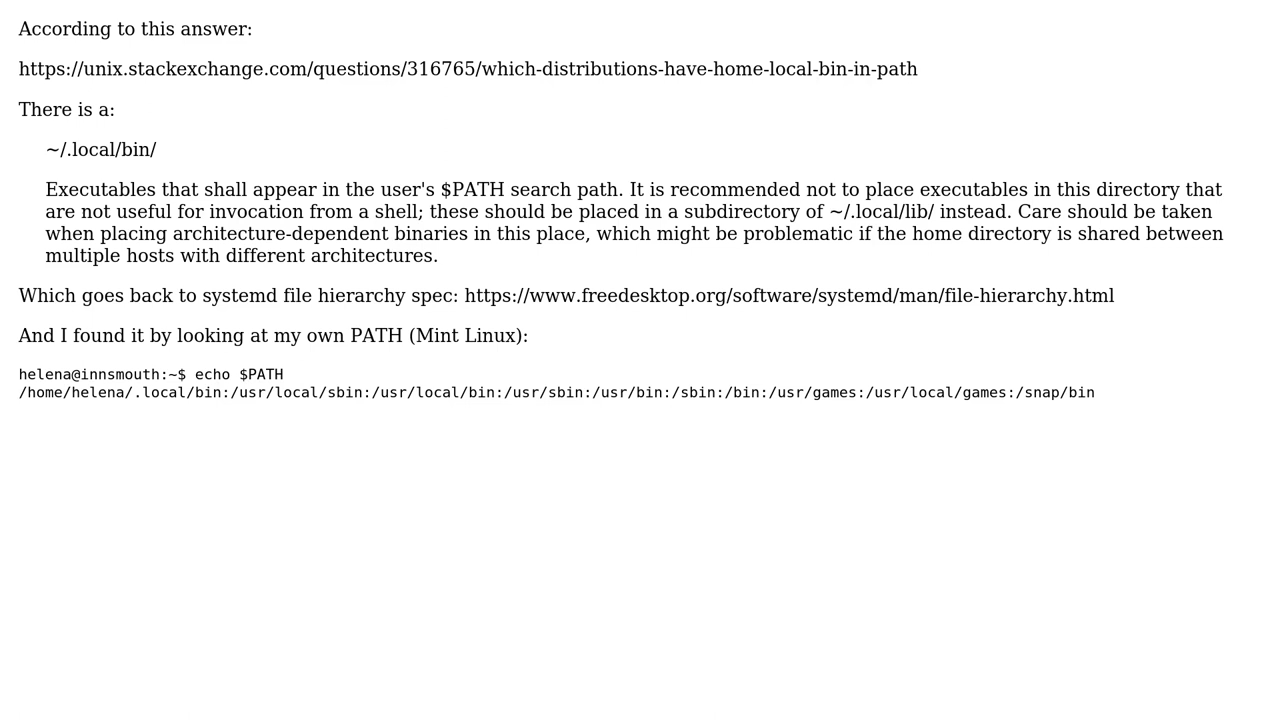 According to this answer:
https://unix.stackexchange.com/questions/316765/which-distributions-have-home-local-bin-in-path
There is a:
~/.local/bin/
Executables that shall appear in the user's $PATH search path. It is recommended not to place executables in this directory that
are not useful for invocation from a shell; these should be placed in a subdirectory of ~/.local/lib/ instead. Care should be taken
when placing architecture-dependent binaries in this place, which might be problematic if the home directory is shared between
multiple hosts with different architectures.
Which goes back to systemd file hierarchy spec: https://www.freedesktop.org/software/systemd/man/file-hierarchy.html
And I found it by looking at my own PATH (Mint Linux):
helena@innsmouth:~$ echo $PATH
/home/helena/.local/bin:/usr/local/sbin:/usr/local/bin:/usr/sbin:/usr/bin:/sbin:/bin:/usr/games:/usr/local/games:/snap/bin